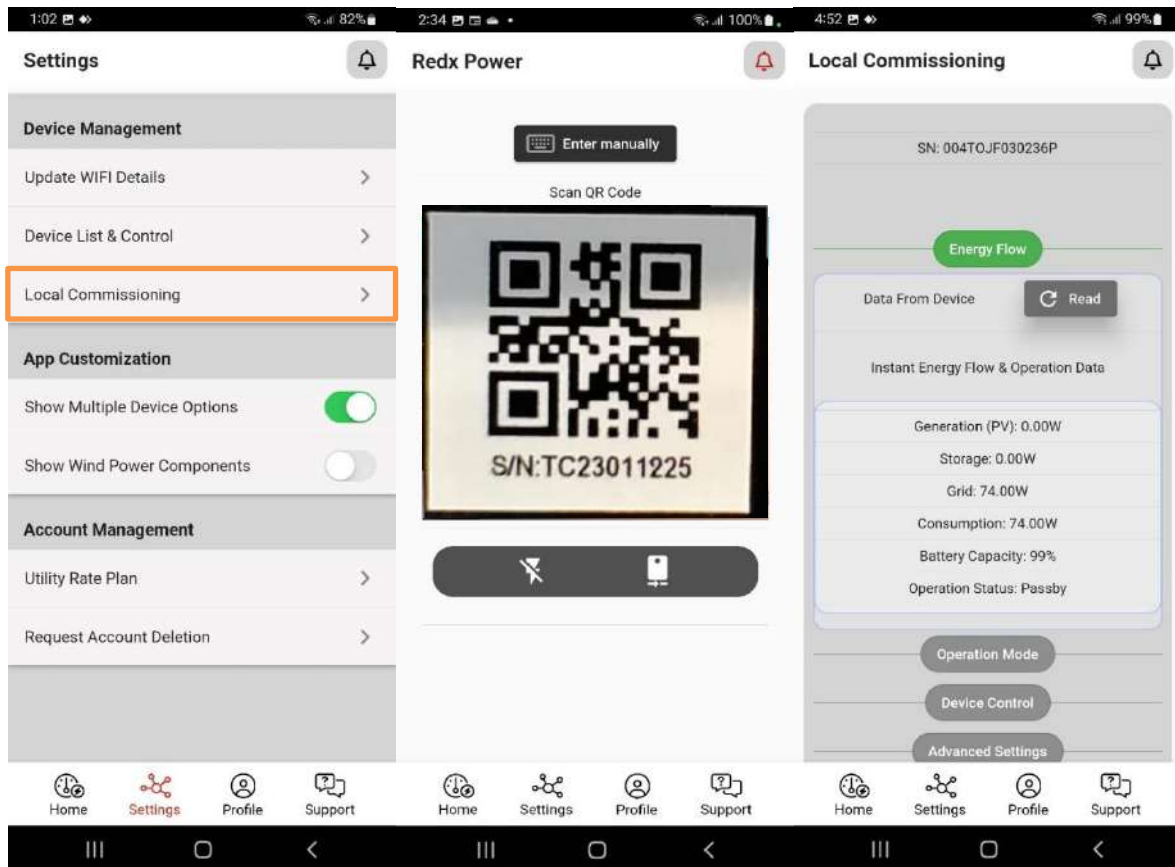 1:02 82%
Settings
Device Management
Update WIFI Details
Device List & Control
Local Commissioning
App Customization
Show Multiple Device Options
Show Wind Power Components
Account Management
Utility Rate Plan
Request Account Deletion
Home Settings Profile Support
2:34 100%
Redx Power
Enter manually
Scan QR Code
S/N:TC23011225
Home Settings Profile Support
4:52 99%
Local Commissioning
SN: 004TOJF030236P
Energy Flow
Data From Device Read
Instant Energy Flow & Operation Data
Generation (PV): 0.00W
Storage: 0.00W
Grid: 74.00W
Consumption: 74.00W
Battery Capacity: 99%
Operation Status: Passby
Operation Mode
Device Control
Advanced Settings
Home Settings Profile Support